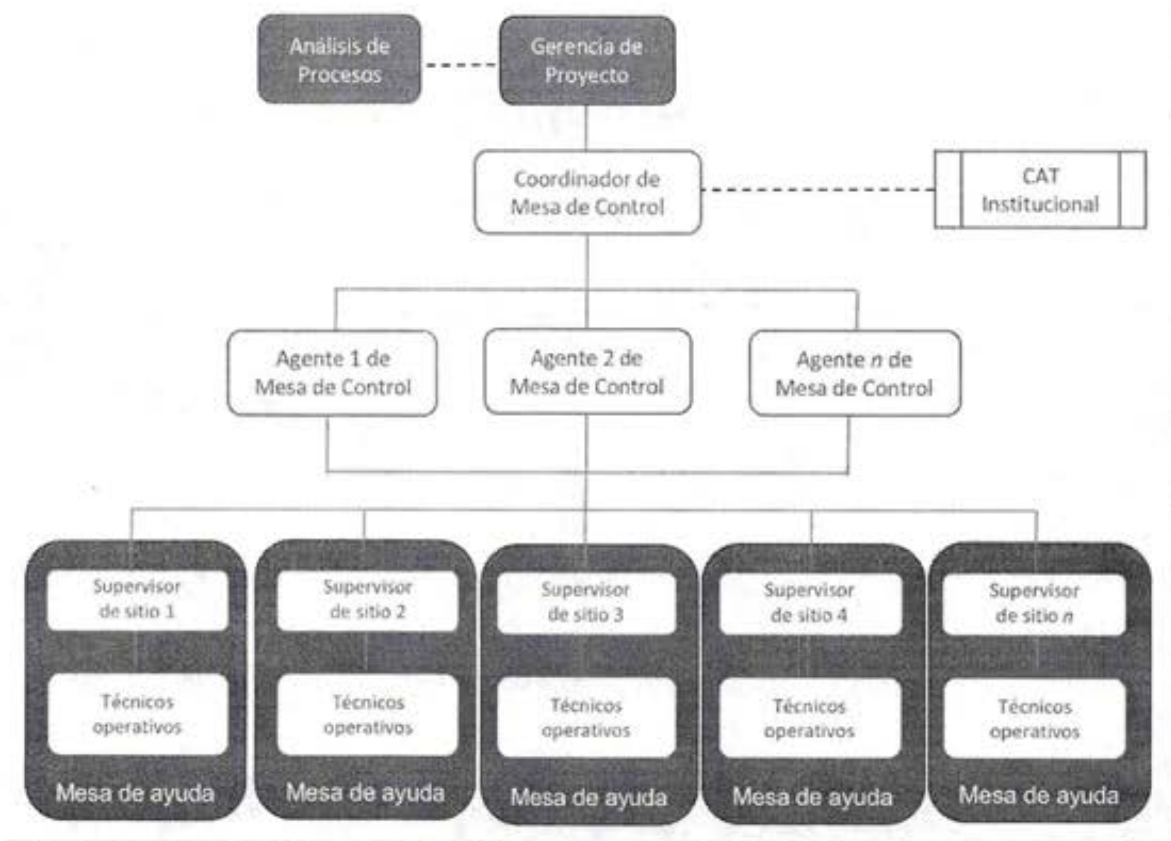 Análisis de
Procesos
Gerencia de
Proyecto
Coordinador de
Mesa de Control
CAT
Institucional
Agente 1 de
Mesa de Control
Agente 2 de
Mesa de Control
Agente n de
Mesa de Control
Supervisor
de sitio 1
Supervisor
de sitio 2
Supervisor
de sitio 3
Supervisor
de sitio 4
Supervisor
de sitio n
Técnicos
operativos
Técnicos
operativos
Técnicos
operativos
Técnicos
operativos
Técnicos
operativos
Mesa de ayuda
Mesa de ayuda
Mesa de ayuda
Mesa de ayuda
Mesa de ayuda